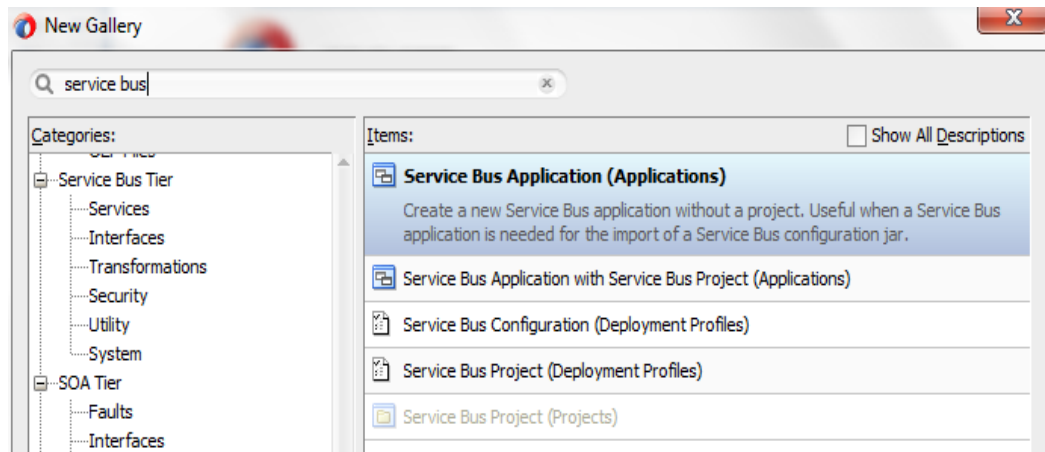 New Gallery
service bus
Categories:
Items:
Show All Descriptions
Service Bus Tier
Services
Interfaces
Transformations
Security
Utility
System
SOA Tier
Faults
Interfaces
Service Bus Application (Applications)
Create a new Service Bus application without a project. Useful when a Service Bus
application is needed for the import of a Service Bus configuration jar.
Service Bus Application with Service Bus Project (Applications)
Service Bus Configuration (Deployment Profiles)
Service Bus Project (Deployment Profiles)
Service Bus Project (Projects)